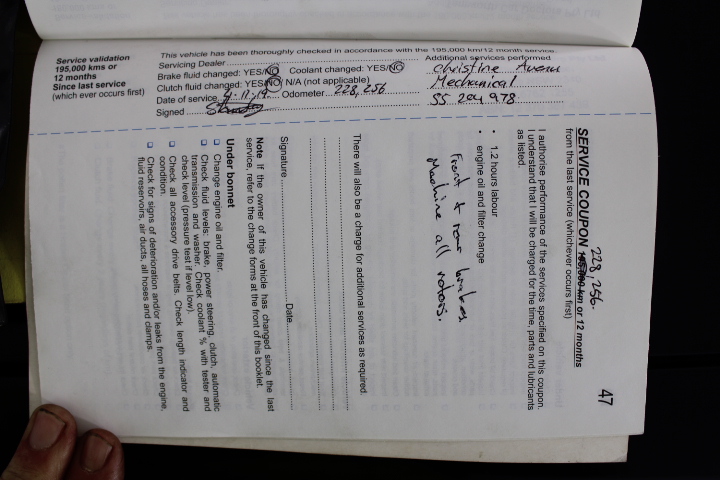 Service validation
195,000 kms or
12 months
Since last service
(which ever occurs first)
This vehicle has been thoroughly checked in accordance with the 195,000 km/12 month service.
Servicing Dealer
Brake fluid changed: YES/NO Coolant changed: YES/NO
Clutch fluid changed: YES/NO/ N/A (not applicable)
Date of service 4.11.19 Odometer 228,256
Signed
Additional services performed
Christine Avenue
Mechanical
55 204 978
47
228,256.
SERVICE COUPON 195,000 km or 12 months
from the last service (whichever occurs first)
I authorise performance of the services specified on this coupon.
I understand that I will be charged for the time, parts and lubricants
as listed.
• 1.2 hours labour
• engine oil and filter change
Front + rear brakes
Machine all rotors.
There will also be a charge for additional services as required.
Signature Date
Note If the owner of this vehicle has changed since the last
service, refer to the change forms at the front of this booklet.
Under bonnet
❑ Change engine oil and filter.
❑ Check fluid levels: brake, power steering, clutch, automatic
transmission and washer. Check coolant % with tester and
check level (pressure test if level low).
❑ Check all accessory drive belts. Check length indicator and
condition.
❑ Check for signs of deterioration and/or leaks from the engine,
fluid reservoirs, air ducts, all hoses and clamps.